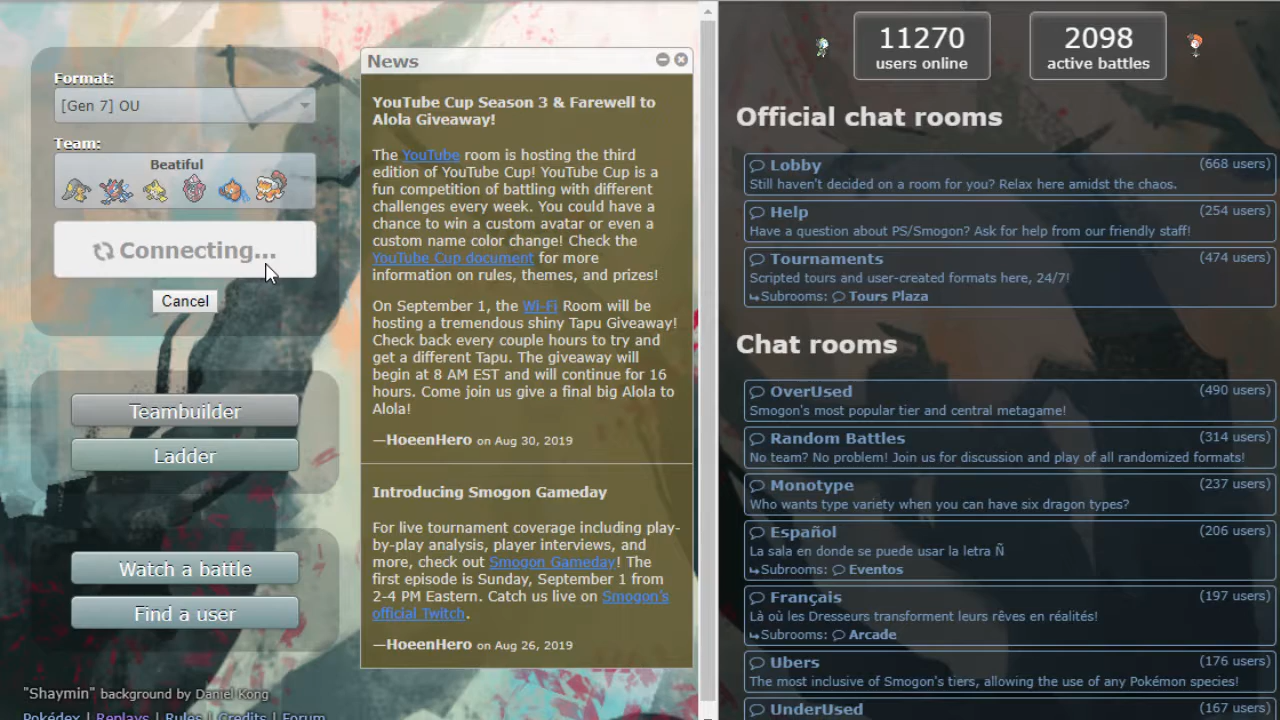 Format:
[Gen 7] OU
Team:
Beatiful
Connecting...
Cancel
Teambuilder
Ladder
Watch a battle
Find a user
"Shaymin" background by Daniel Kong
Pokédex | Replays | Rules | Credits | Forum
News
YouTube Cup Season 3 & Farewell to
Alola Giveaway!
The YouTube room is hosting the third
edition of YouTube Cup! YouTube Cup is a
fun competition of battling with different
challenges every week. You could have a
chance to win a custom avatar or even a
custom name color change! Check the
YouTube Cup document for more
information on rules, themes, and prizes!
On September 1, the Wi-Fi Room will be
hosting a tremendous shiny Tapu Giveaway!
Check back every couple hours to try and
get a different Tapu. The giveaway will
begin at 8 AM EST and will continue for 16
hours. Come join us give a final big Alola to
Alola!
—HoeenHero on Aug 30, 2019
Introducing Smogon Gameday
For live tournament coverage including play-
by-play analysis, player interviews, and
more, check out Smogon Gameday! The
first episode is Sunday, September 1 from
2-4 PM Eastern. Catch us live on Smogon's
official Twitch.
—HoeenHero on Aug 26, 2019
11270
users online
2098
active battles
Official chat rooms
Lobby (668 users)
Still haven't decided on a room for you? Relax here amidst the chaos.
Help (254 users)
Have a question about PS/Smogon? Ask for help from our friendly staff!
Tournaments (474 users)
Scripted tours and user-created formats here, 24/7!
↳Subrooms: Tours Plaza
Chat rooms
OverUsed (490 users)
Smogon's most popular tier and central metagame!
Random Battles (314 users)
No team? No problem! Join us for discussion and play of all randomized formats!
Monotype (237 users)
Who wants type variety when you can have six dragon types?
Español (206 users)
La sala en donde se puede usar la letra Ñ
↳Subrooms: Eventos
Français (197 users)
Là où les Dresseurs transforment leurs rêves en réalités!
↳Subrooms: Arcade
Ubers (176 users)
The most inclusive of Smogon's tiers, allowing the use of any Pokémon species!
UnderUsed (167 users)